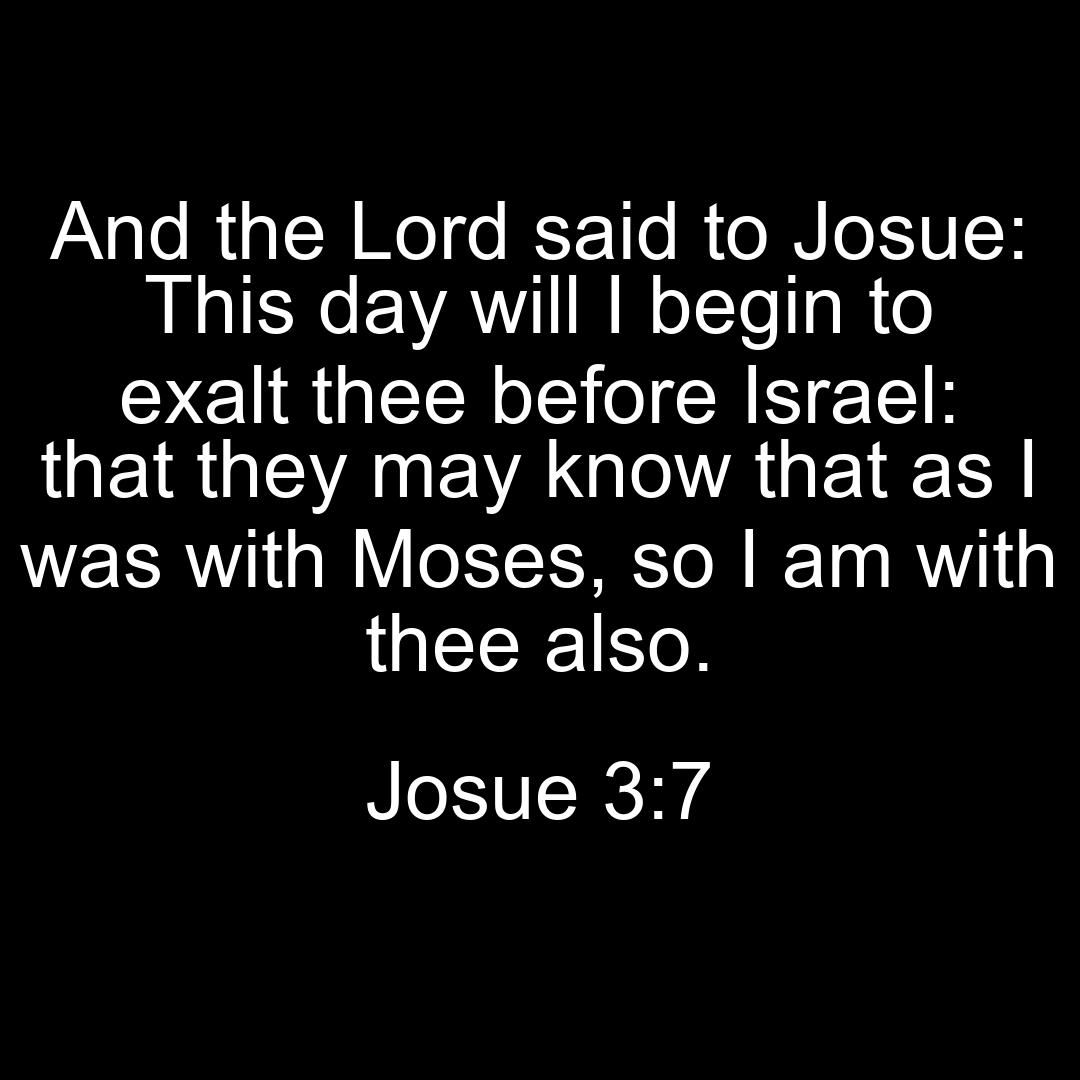 And the Lord said to Josue:
This day will I begin to
exalt thee before Israel:
that they may know that as I
was with Moses, so I am with
thee also.
Josue 3:7